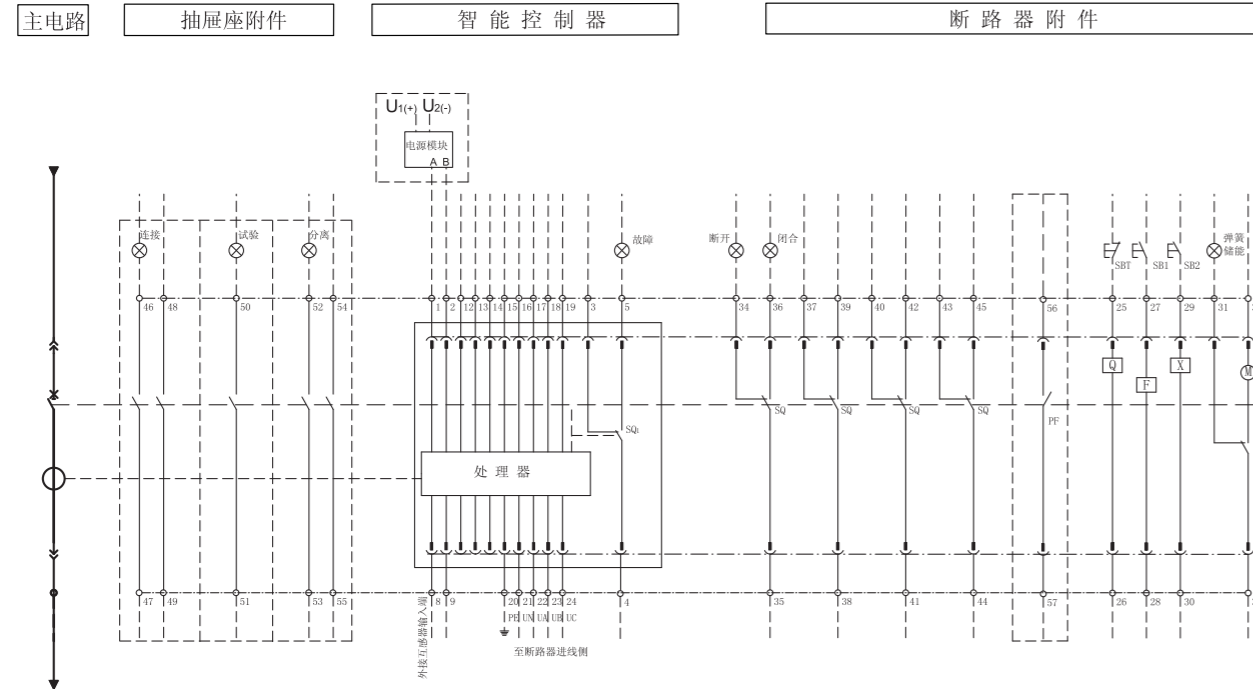 主电路 抽屉座附件 智能控制器 断路器附件
U1(+) U2(-)
电源模块
A B
连接 试验 分离 故障 断开 闭合 弹簧
储能
SBT SB1 SB2
46 48 50 52 54 1 2 12 13 14 15 16 17 18 19 3 5 34 36 37 39 40 42 43 45 56 25 27 29 31
Q F X M
SQ SQ SQ SQ PF
SQ1
处理器
47 49 51 53 55 8 9 20 21 22 23 24 4 35 38 41 44 57 26 28 30
PE UN UA UB UC
外接互感器输入端
至断路器进线侧